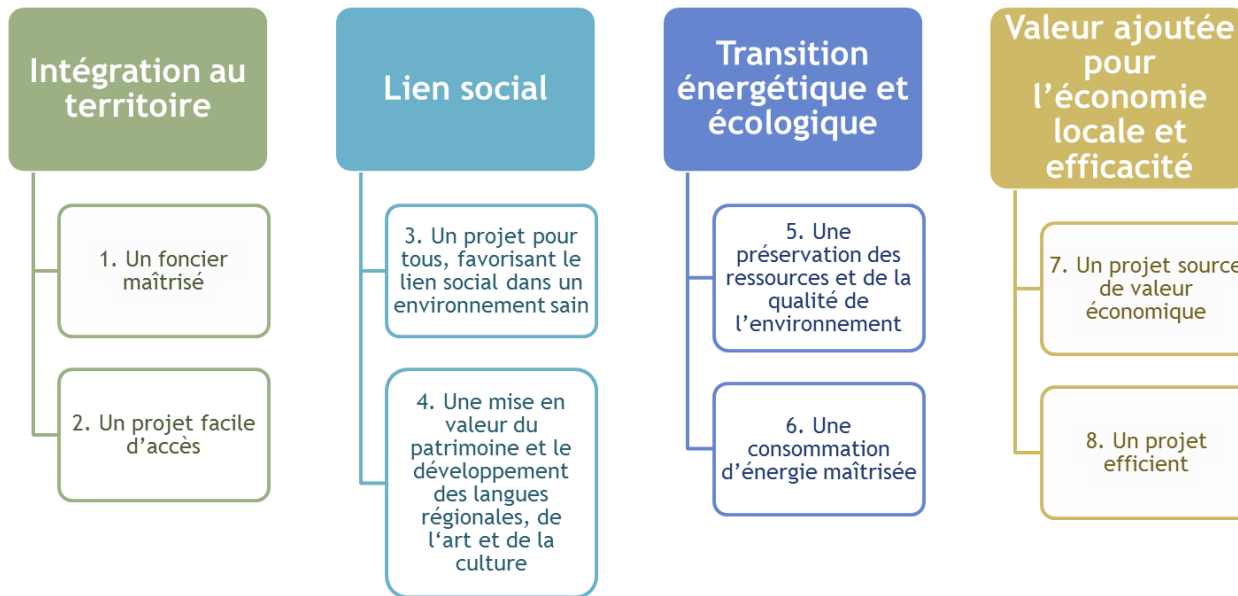 Intégration au
territoire
1. Un foncier
maîtrisé
2. Un projet facile
d'accès
Lien social
3. Un projet pour
tous, favorisant le
lien social dans un
environnement sain
4. Une mise en
valeur du
patrimoine et le
développement
des langues
régionales, de
l‘art et de la
culture
Transition
énergétique et
écologique
5. Une
préservation des
ressources et de la
qualité de
l'environnement
6. Une
consommation
d'énergie maîtrisée
Valeur ajoutée
pour
l'économie
locale et
efficacité
7. Un projet source
de valeur
économique
8. Un projet
efficient